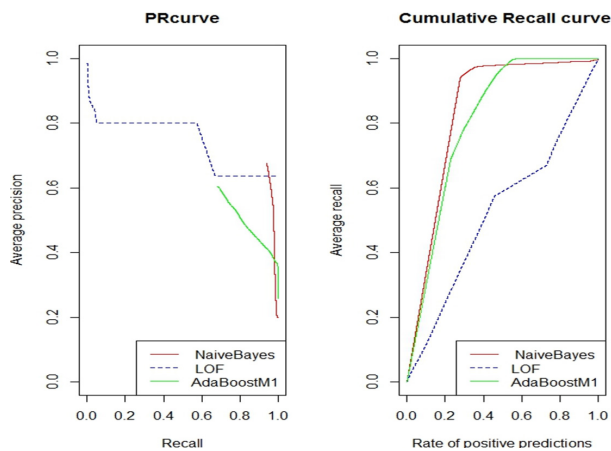 PRcurve
Average precision
1.0
0.8
0.6
0.4
0.2
0.0
NaiveBayes
LOF
AdaBoostM1
0.0 0.2 0.4 0.6 0.8 1.0
Recall
Cumulative Recall curve
Average recall
1.0
0.8
0.6
0.4
0.2
0.0
NaiveBayes
LOF
AdaBoostM1
0.0 0.2 0.4 0.6 0.8 1.0
Rate of positive predictions